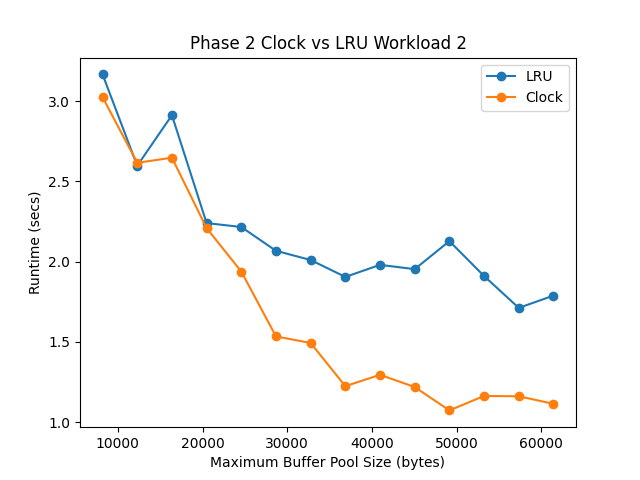 Phase 2 Clock vs LRU Workload 2
LRU
Clock
3.0
2.5
2.0
1.5
1.0
Runtime (secs)
10000 20000 30000 40000 50000 60000
Maximum Buffer Pool Size (bytes)